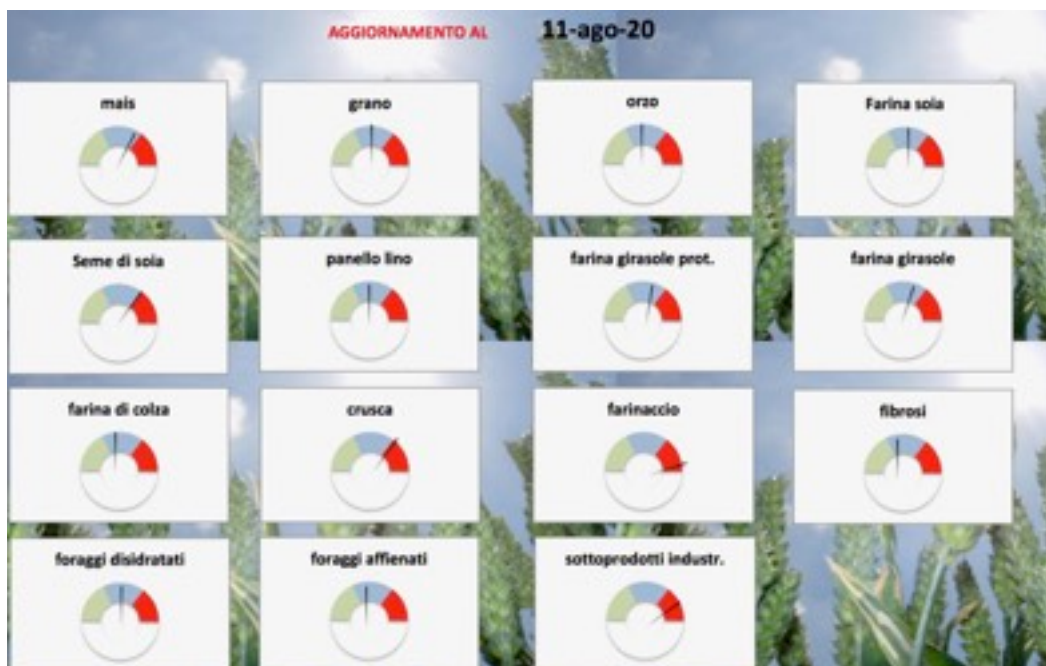 AGGIORNAMENTO AL 11-ago-20
mais
grano
orzo
Farina soia
Seme di soia
panello lino
farina girasole prot.
farina girasole
farina di colza
crusca
farinaccio
fibrosi
foraggi disidratati
foraggi affienati
sottoprodotti industr.